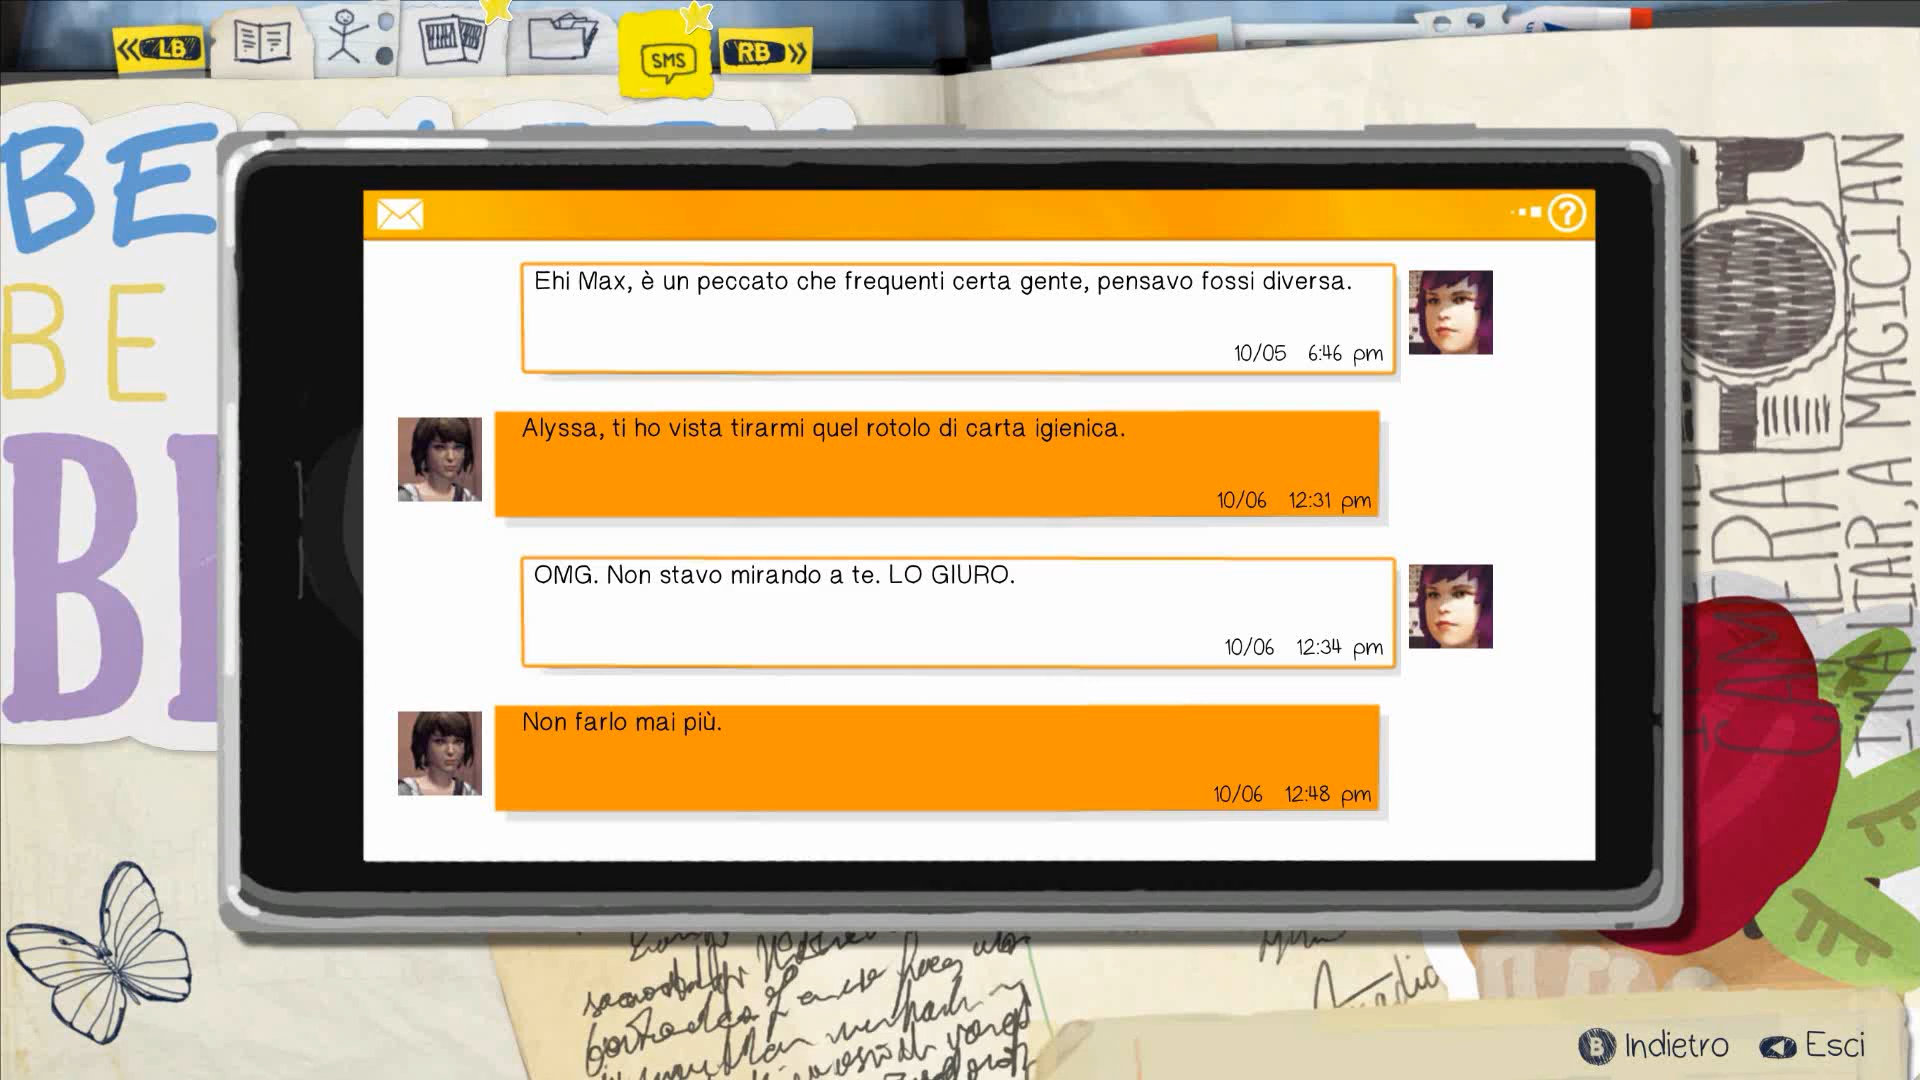 LB
SMS
RB
BE
BE
Ehi Max, è un peccato che frequenti certa gente, pensavo fossi diversa.
10/05 6:46 pm
Alyssa, ti ho vista tirarmi quel rotolo di carta igienica.
10/06 12:31 pm
OMG. Non stavo mirando a te. LO GIURO.
10/06 12:34 pm
Non farlo mai più.
10/06 12:48 pm
CAMERA
LIAR, A MAGICIAN
Indietro
Esci